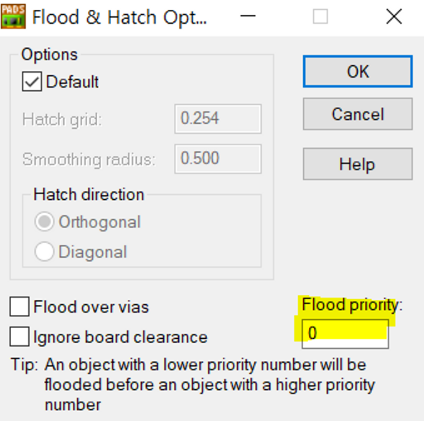 PADS
Flood & Hatch Opt...
Options
Default
OK
Hatch grid:
0.254
Cancel
Smoothing radius:
0.500
Help
Hatch direction
Orthogonal
Diagonal
Flood over vias
Flood priority:
Ignore board clearance
0
Tip: An object with a lower priority number will be
flooded before an object with a higher priority
number